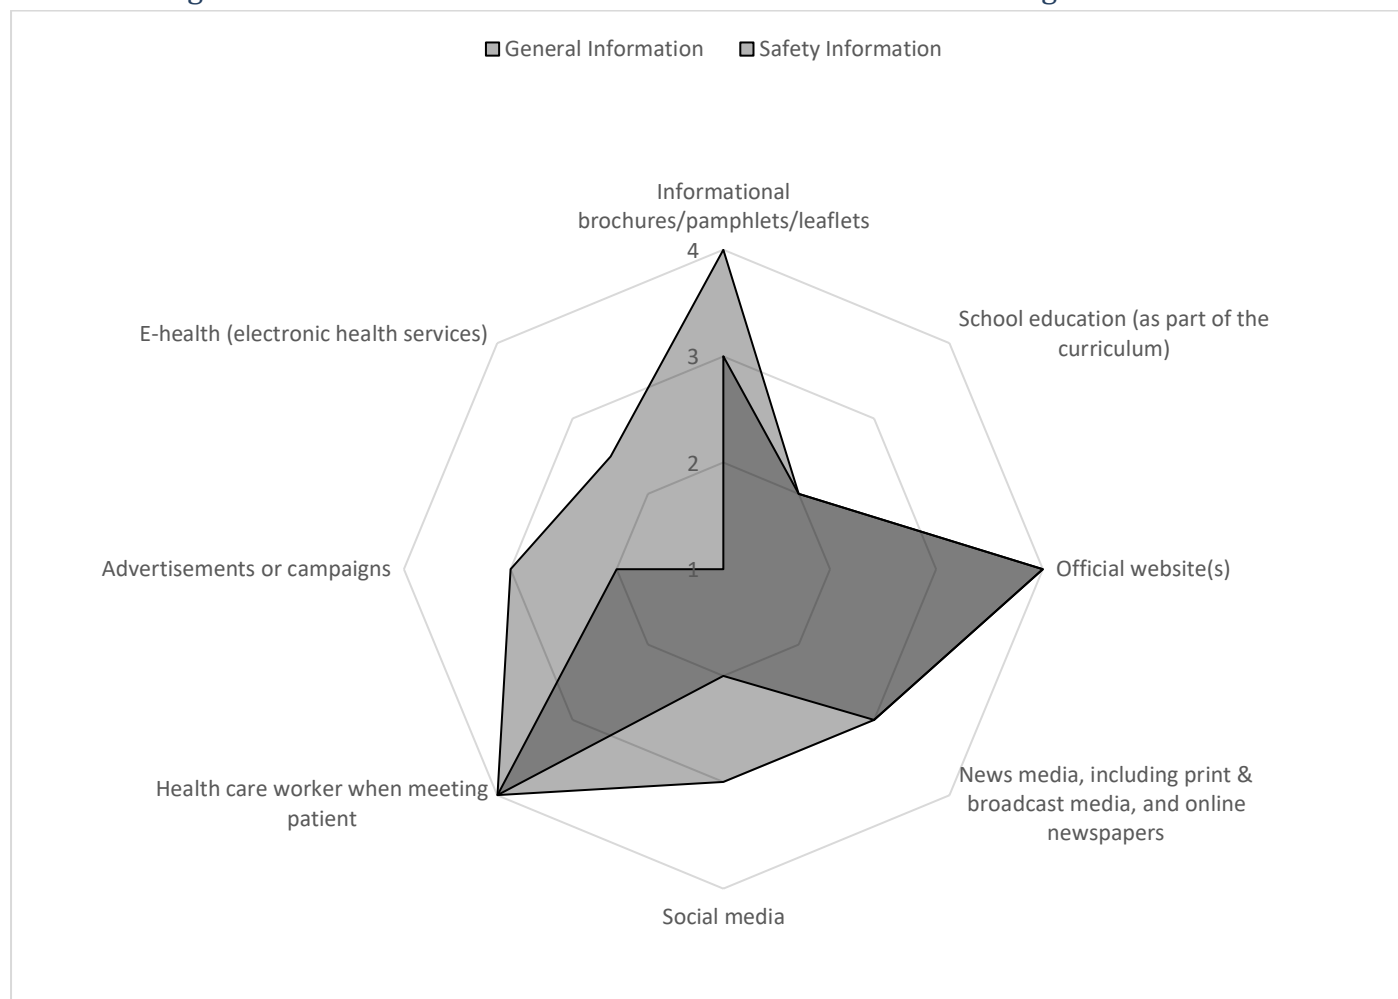 General Information
Safety Information
Informational
brochures/pamphlets/leaflets
4
E-health (electronic health services)
School education (as part of the
curriculum)
3
2
Advertisements or campaigns
1
Official website(s)
Health care worker when meeting
patient
News media, including print &
broadcast media, and online
newspapers
Social media